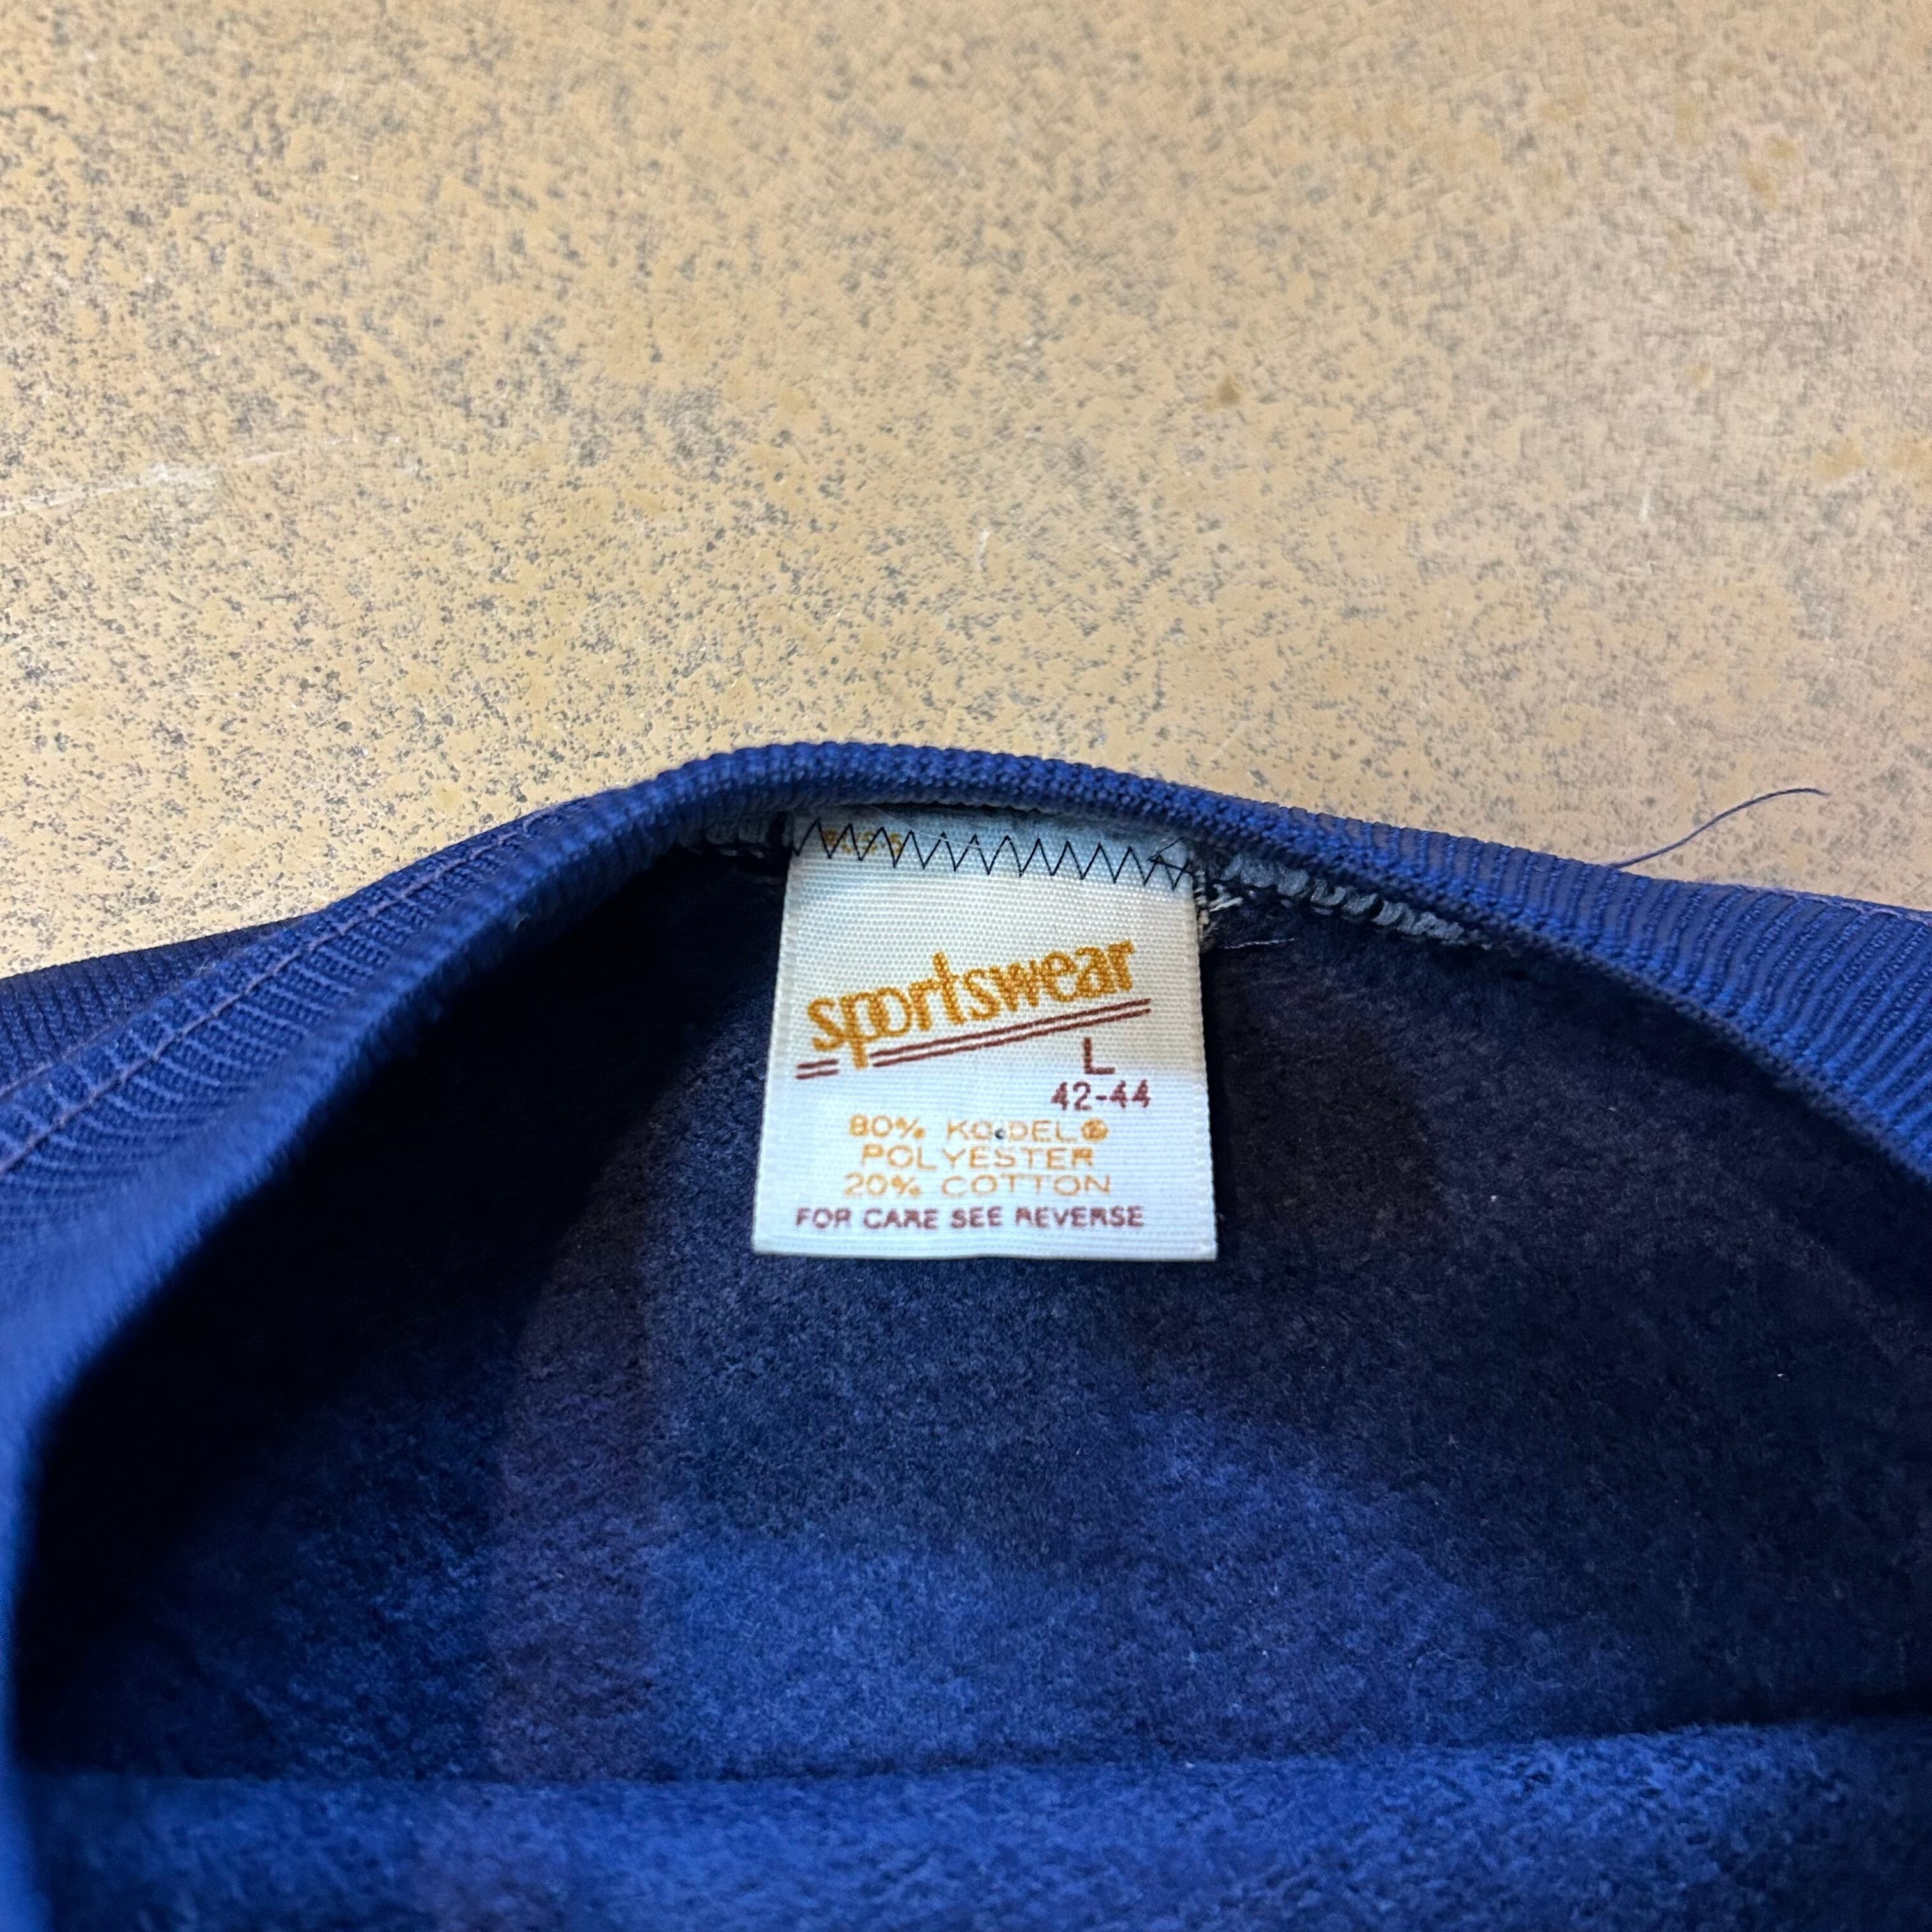 sportswear
L
42-44
80% KODEL®
POLYESTER
20% COTTON
FOR CARE SEE REVERSE